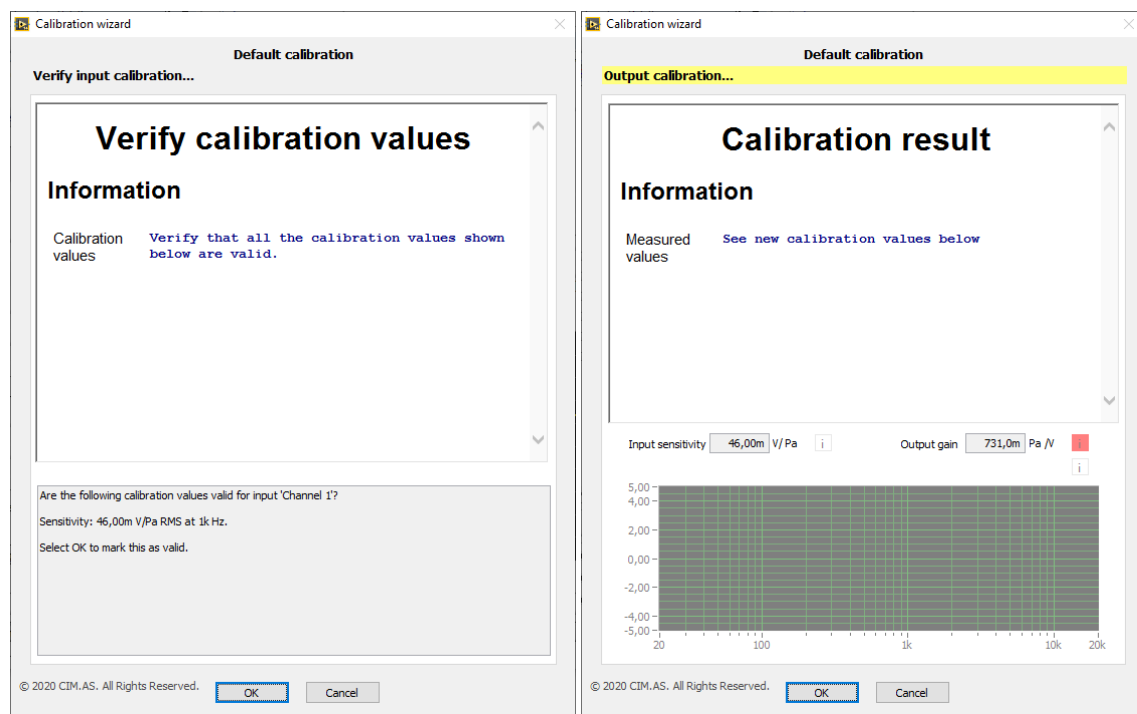 Calibration wizard
Default calibration
Verify input calibration...
Verify calibration values
Information
Calibration values
Verify that all the calibration values shown
below are valid.
Are the following calibration values valid for input 'Channel 1'?
Sensitivity: 46,00m V/Pa RMS at 1k Hz.
Select OK to mark this as valid.
© 2020 CIM.AS. All Rights Reserved.
OK
Cancel
Calibration wizard
Default calibration
Output calibration...
Calibration result
Information
Measured values
See new calibration values below
Input sensitivity 46,00m V/Pa i
Output gain 731,0m Pa/V i
i
5,00
4,00
2,00
0,00
-2,00
-4,00
-5,00
20 100 1k 10k 20k
© 2020 CIM.AS. All Rights Reserved.
OK
Cancel